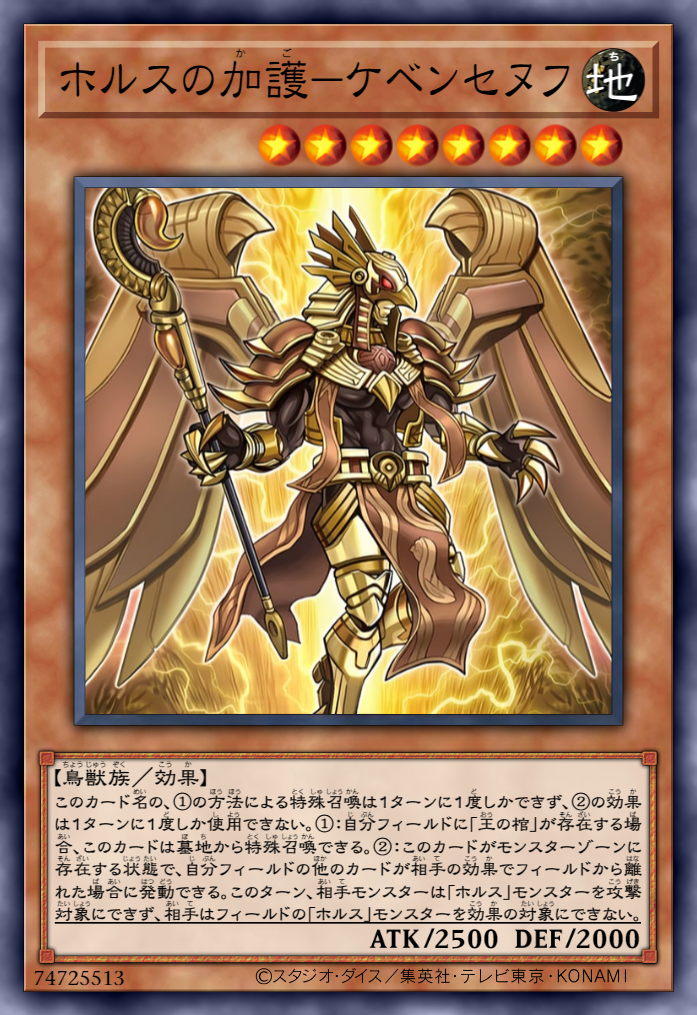 ホルスの加護－ケベンセヌフ 地
【鳥獣族／効果】
このカード名の、①の方法による特殊召喚は1ターンに1度しかできず、②の効果
は1ターンに1度しか使用できない。①：自分フィールドに「王の棺」が存在する場
合、このカードは墓地から特殊召喚できる。②：このカードがモンスターゾーンに
存在する状態で、自分フィールドの他のカードが相手の効果でフィールドから離
れた場合に発動できる。このターン、相手モンスターは「ホルス」モンスターを攻撃
対象にできず、相手はフィールドの「ホルス」モンスターを効果の対象にできない。
ATK/2500 DEF/2000
74725513 ©スタジオ・ダイス／集英社・テレビ東京・KONAMI